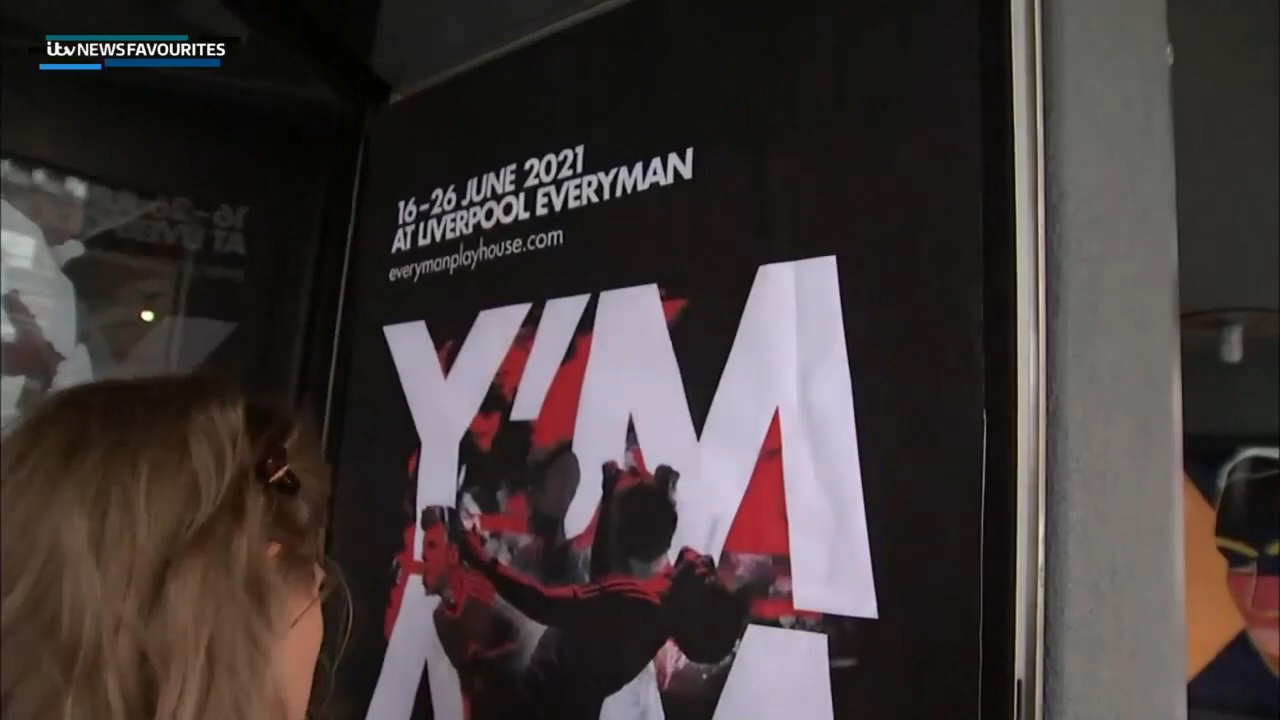 itv NEWS FAVOURITES
16-26 JUNE 2021
AT LIVERPOOL EVERYMAN
everymanplayhouse.com
Y'M